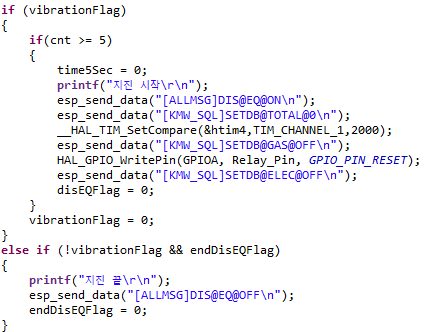 if (vibrationFlag)
{
    if(cnt >= 5)
    {
        time5Sec = 0;
        printf("지진 시작\r\n");
        esp_send_data("[ALLMSG]DIS@EQ@ON\n");
        esp_send_data("[KMW_SQL]SETDB@TOTAL@0\n");
        __HAL_TIM_SetCompare(&htim4,TIM_CHANNEL_1,2000);
        esp_send_data("[KMW_SQL]SETDB@GAS@OFF\n");
        HAL_GPIO_WritePin(GPIOA, Relay_Pin, GPIO_PIN_RESET);
        esp_send_data("[KMW_SQL]SETDB@ELEC@OFF\n");
        disEQFlag = 0;
    }
    vibrationFlag = 0;
}
else if (!vibrationFlag && endDisEQFlag)
{
    printf("지진 끝\r\n");
    esp_send_data("[ALLMSG]DIS@EQ@OFF\n");
    endDisEQFlag = 0;
}